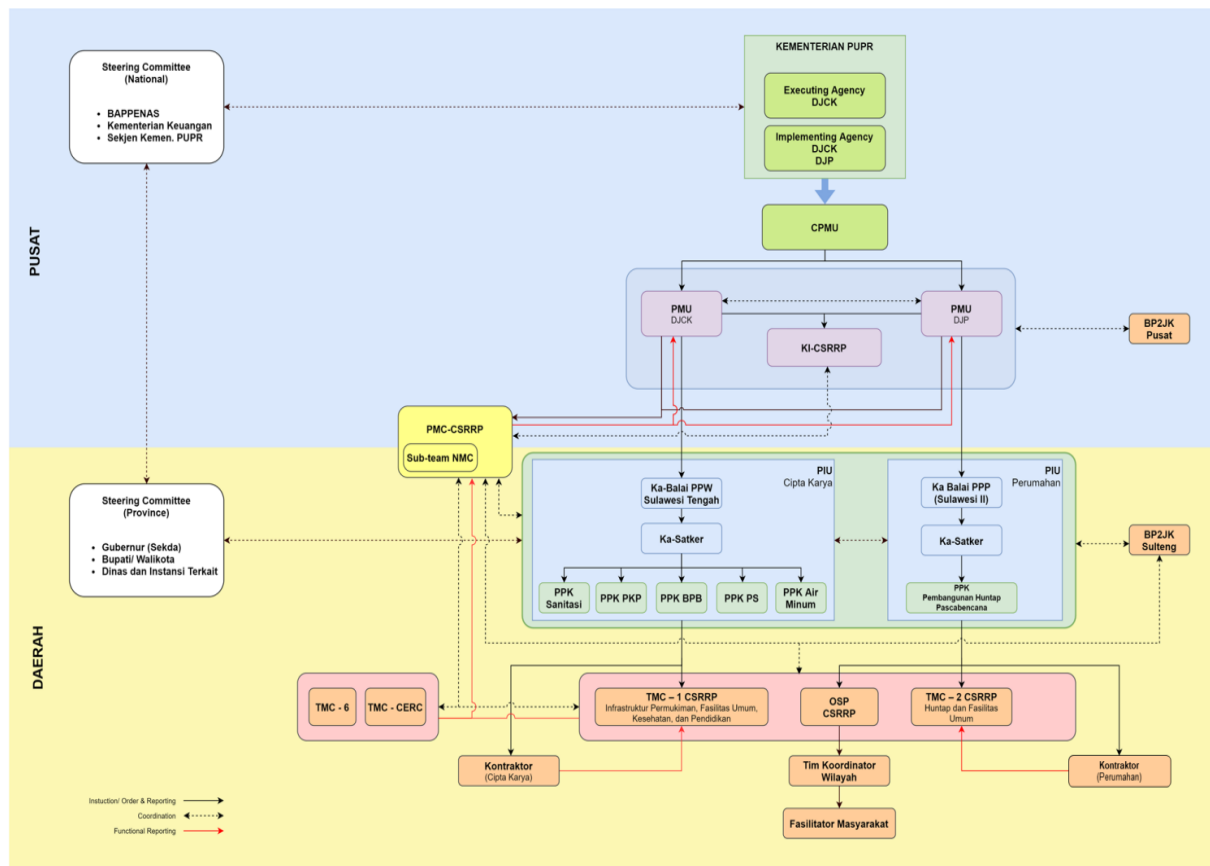 KEMENTERIAN PUPR
Steering Committee
(National)
• BAPPENAS
• Kementerian Keuangan
• Sekjen Kemen. PUPR
Executing Agency
DJCK
Implementing Agency
DJCK
DJP
CPMU
PUSAT
PMU
DJCK
PMU
DJP
KI-CSRRP
BP2JK
Pusat
PMC-CSRRP
Sub-team NMC
DAERAH
Steering Committee
(Province)
• Gubernur (Sekda)
• Bupati/ Walikota
• Dinas dan Instansi Terkait
PIU
Cipta Karya
Ka-Balai PPW
Sulawesi Tengah
Ka-Satker
PPK
Sanitasi
PPK PKP
PPK BPB
PPK PS
PPK Air
Minum
PIU
Perumahan
Ka Balai PPP
(Sulawesi II)
Ka-Satker
PPK
Pembangunan Huntap
Pascabencana
BP2JK
Sulteng
TMC - 6
TMC - CERC
TMC – 1 CSRRP
Infrastruktur Permukiman, Fasilitas Umum,
Kesehatan, dan Pendidikan
OSP
CSRRP
TMC – 2 CSRRP
Huntap dan Fasilitas
Umum
Kontraktor
(Cipta Karya)
Tim Koordinator
Wilayah
Kontraktor
(Perumahan)
Fasilitator Masyarakat
Instuction/ Order & Reporting
Coordination
Functional Reporting